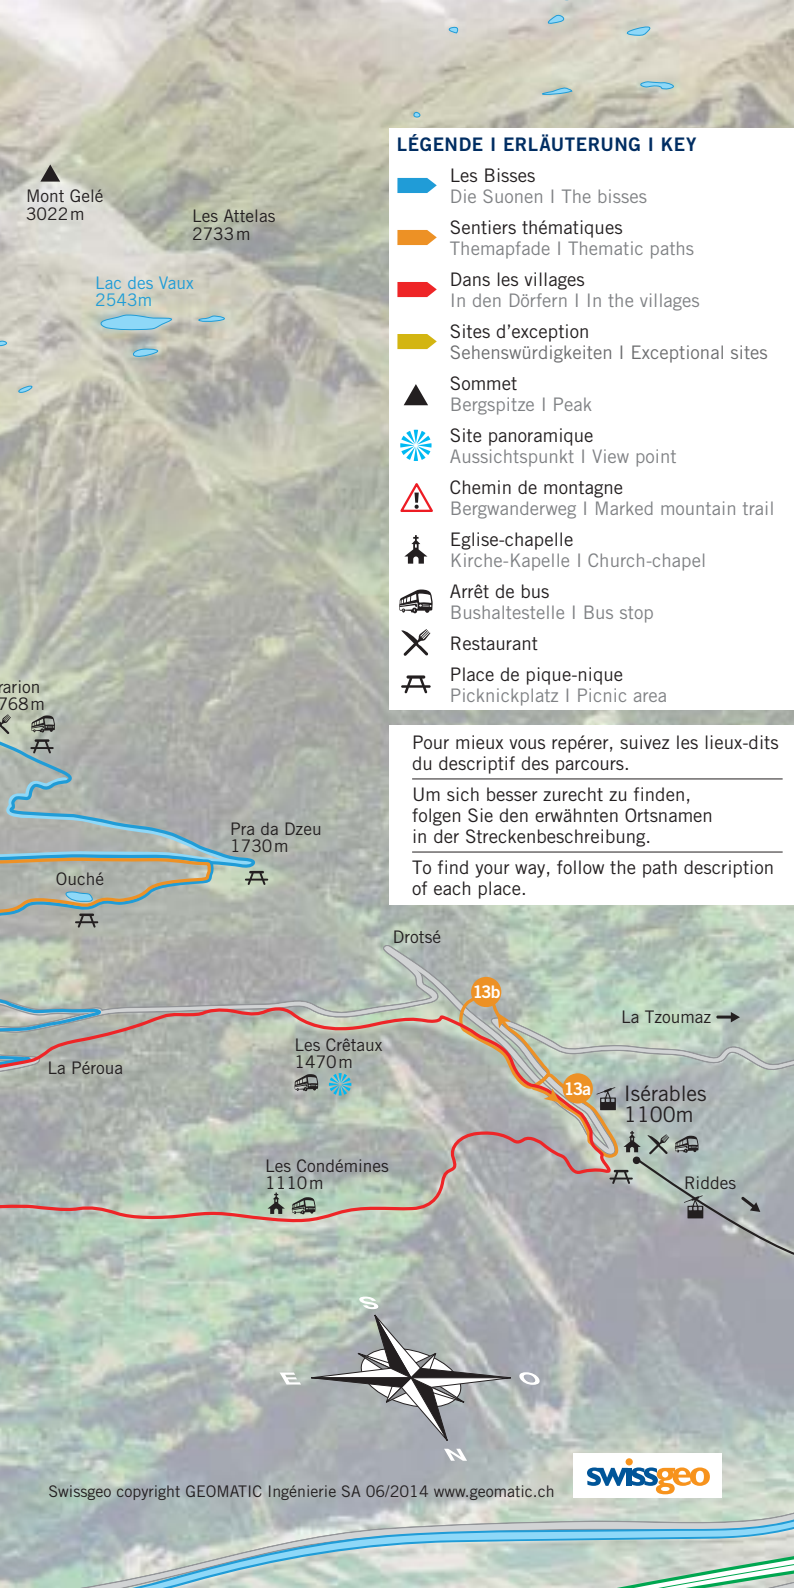 LÉGENDE I ERLÄUTERUNG I KEY
Les Bisses
Die Suonen I The bisses
Sentiers thématiques
Themapfade I Thematic paths
Dans les villages
In den Dörfern I In the villages
Sites d'exception
Sehenswürdigkeiten I Exceptional sites
Sommet
Bergspitze I Peak
Site panoramique
Aussichtspunkt I View point
Chemin de montagne
Bergwanderweg I Marked mountain trail
Eglise-chapelle
Kirche-Kapelle I Church-chapel
Arrêt de bus
Bushaltestelle I Bus stop
Restaurant
Place de pique-nique
Picknickplatz I Picnic area
Pour mieux vous repérer, suivez les lieux-dits
du descriptif des parcours.
Um sich besser zurecht zu finden,
folgen Sie den erwähnten Ortsnamen
in der Streckenbeschreibung.
To find your way, follow the path description
of each place.
Mont Gelé
3022m
Les Attelas
2733m
Lac des Vaux
2543m
rarion
768m
Pra da Dzeu
1730m
Ouché
Drotsé
13b
La Tzoumaz
Les Crêtaux
1470m
La Péroua
13a
Isérables
1100m
Les Condémines
1110m
Riddes
S
E
O
N
Swissgeo copyright GEOMATIC Ingénierie SA 06/2014 www.geomatic.ch
swissgeo